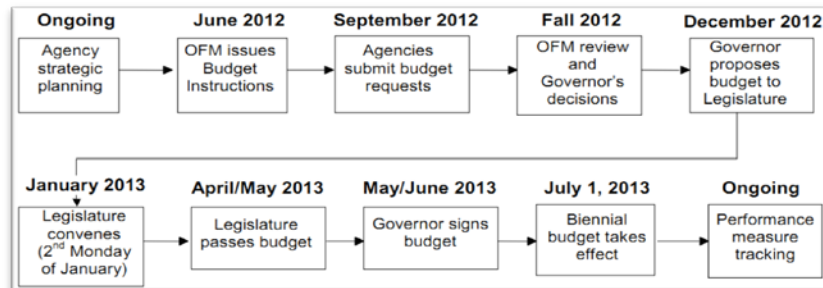 Ongoing
Agency
strategic
planning
June 2012
OFM issues
Budget
Instructions
September 2012
Agencies
submit budget
requests
Fall 2012
OFM review
and
Governor's
decisions
December 2012
Governor
proposes
budget to
Legislature
January 2013
Legislature
convenes
(2nd Monday
of January)
April/May 2013
Legislature
passes budget
May/June 2013
Governor signs
budget
July 1, 2013
Biennial
budget takes
effect
Ongoing
Performance
measure
tracking